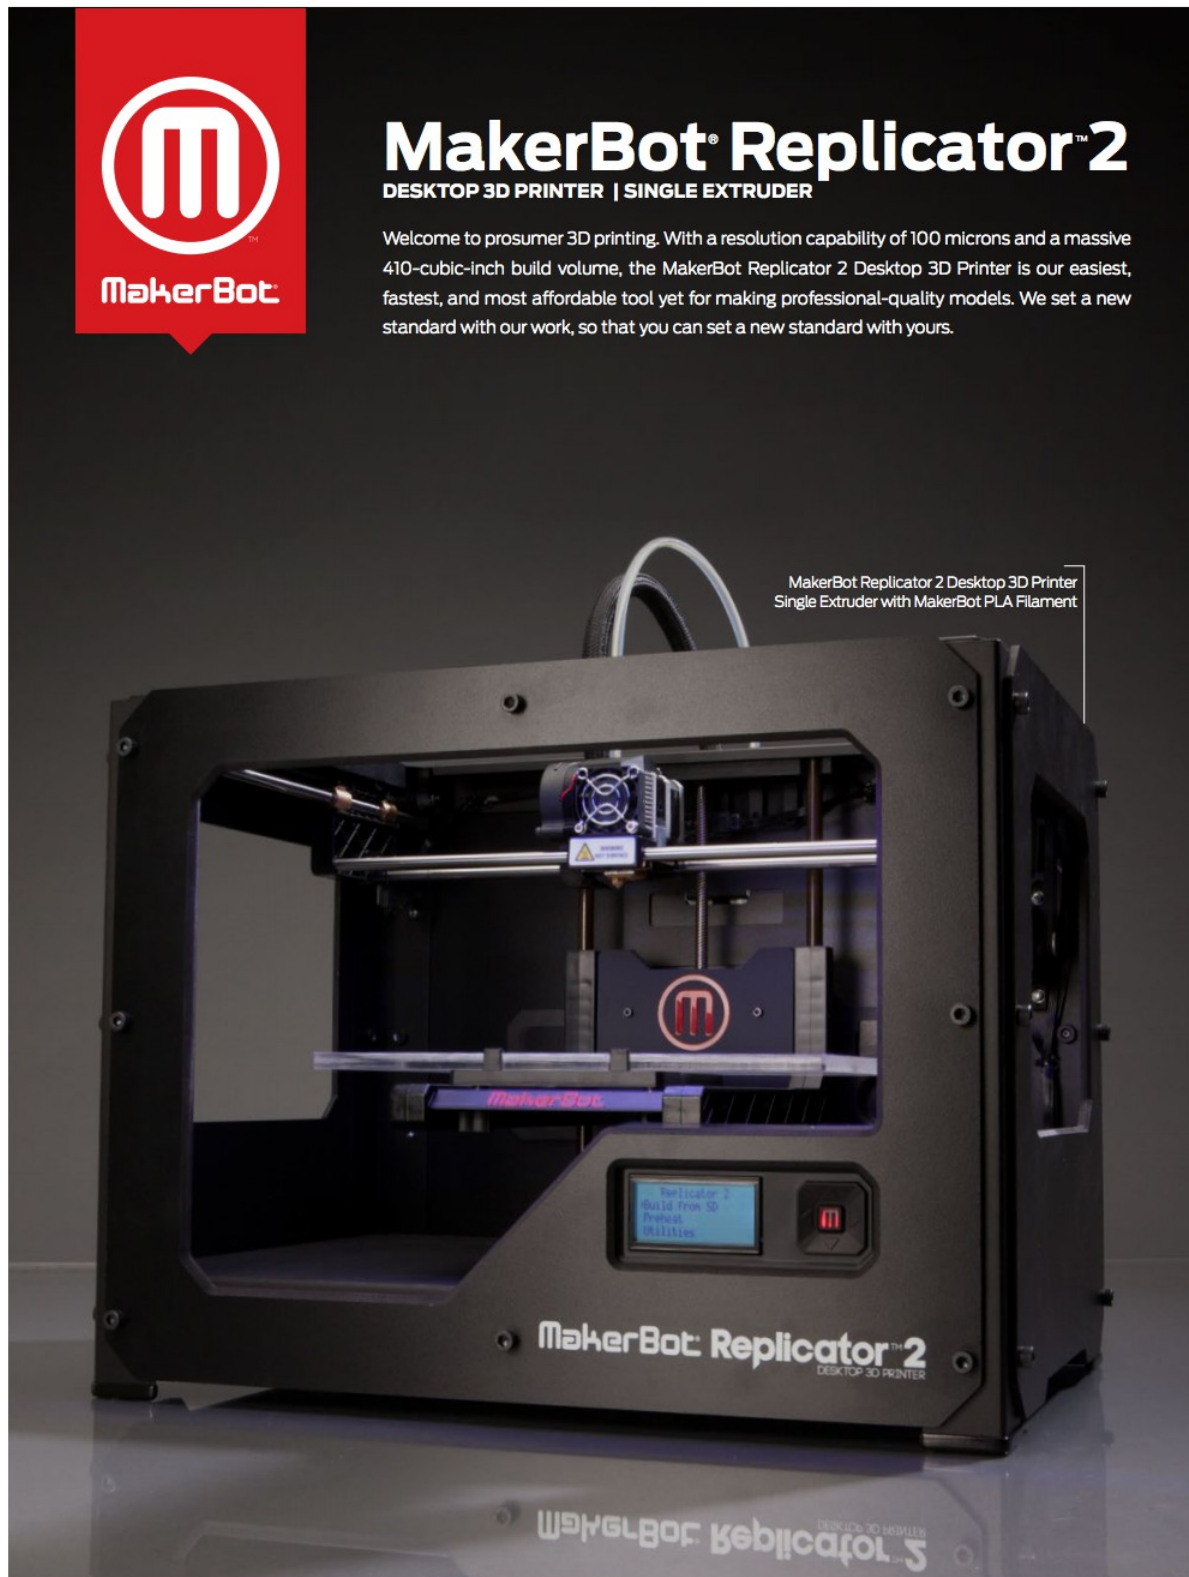 MakerBot
TM
MakerBot® Replicator™2
DESKTOP 3D PRINTER | SINGLE EXTRUDER
Welcome to prosumer 3D printing. With a resolution capability of 100 microns and a massive
410-cubic-inch build volume, the MakerBot Replicator 2 Desktop 3D Printer is our easiest,
fastest, and most affordable tool yet for making professional-quality models. We set a new
standard with our work, so that you can set a new standard with yours.
MakerBot Replicator 2 Desktop 3D Printer
Single Extruder with MakerBot PLA Filament
WARNING
HOT SURFACE
MakerBot
Replicator 2
Build from SD
Preheat
Utilities
MakerBot Replicator™2
DESKTOP 3D PRINTER